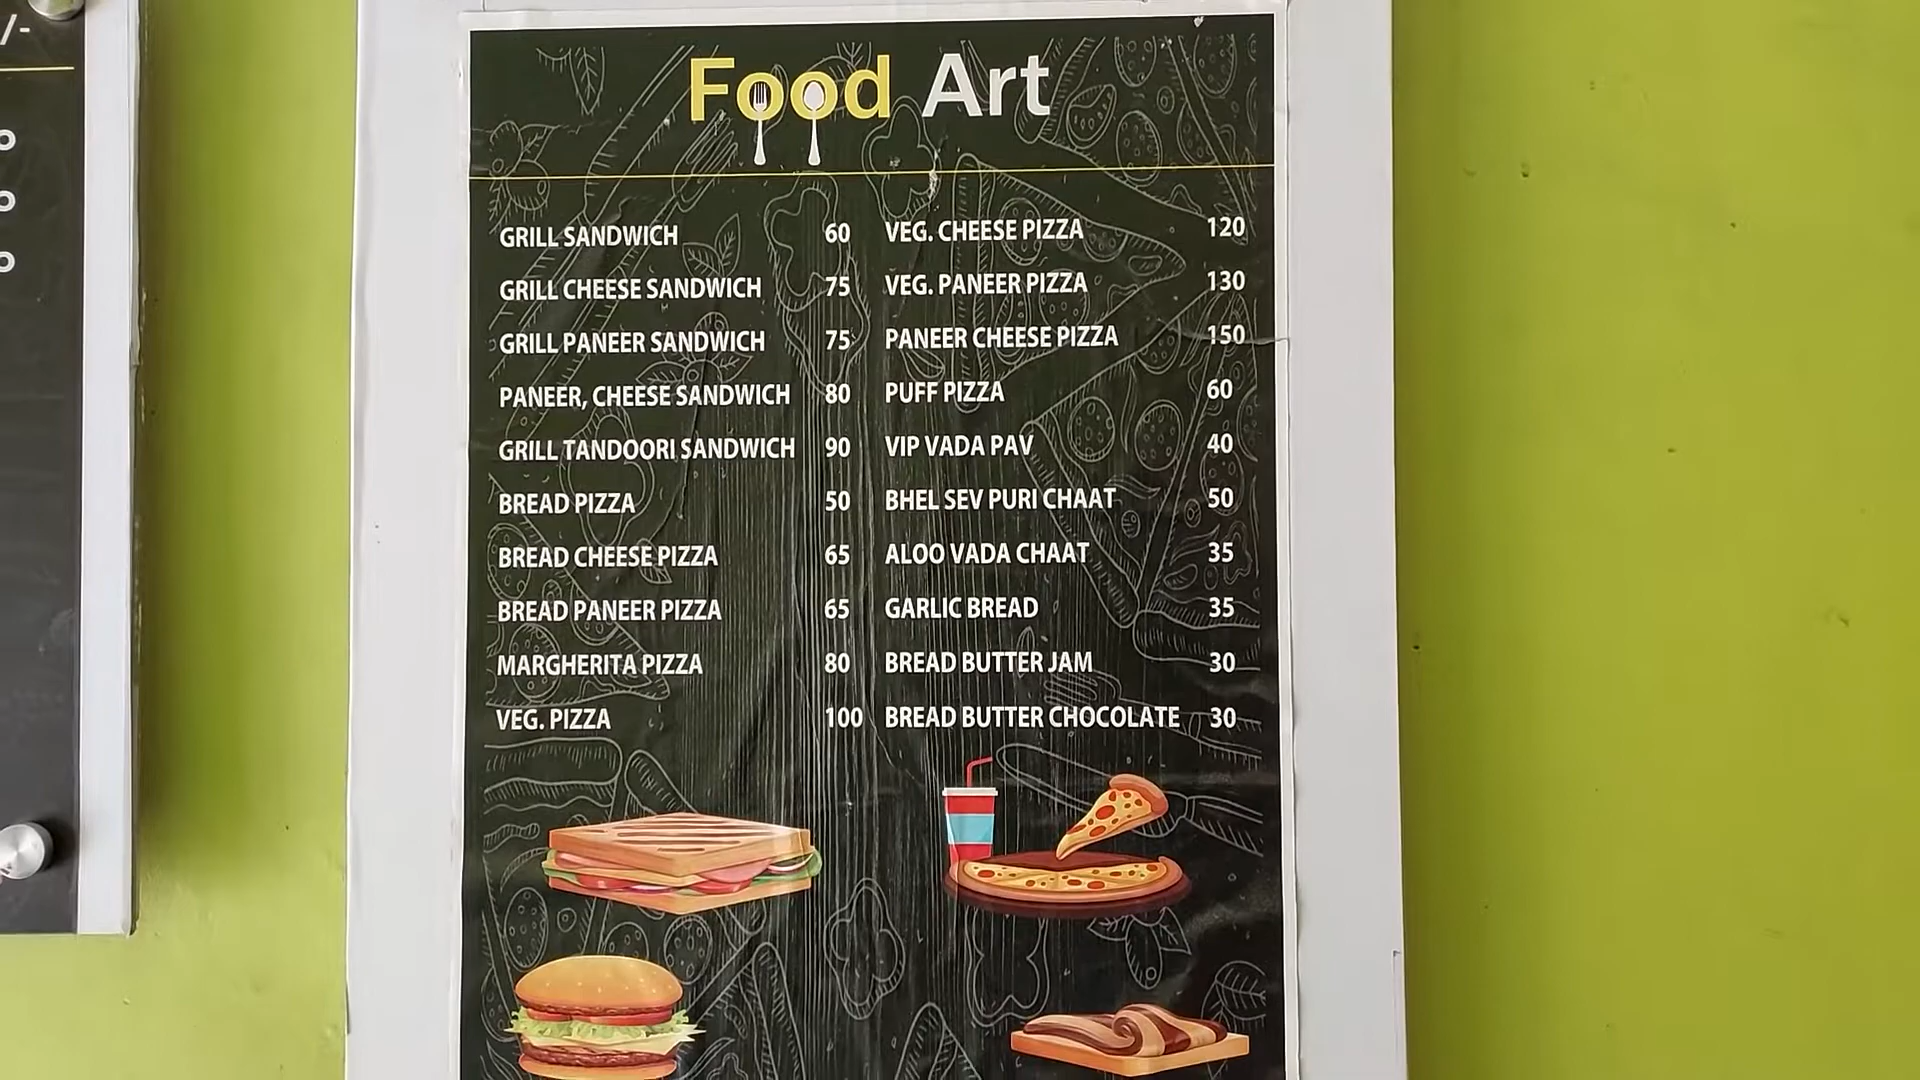 /-
Food Art
GRILL SANDWICH 60
GRILL CHEESE SANDWICH 75
GRILL PANEER SANDWICH 75
PANEER, CHEESE SANDWICH 80
GRILL TANDOORI SANDWICH 90
BREAD PIZZA 50
BREAD CHEESE PIZZA 65
BREAD PANEER PIZZA 65
MARGHERITA PIZZA 80
VEG. PIZZA 100
VEG. CHEESE PIZZA 120
VEG. PANEER PIZZA 130
PANEER CHEESE PIZZA 150
PUFF PIZZA 60
VIP VADA PAV 40
BHEL SEV PURI CHAAT 50
ALOO VADA CHAAT 35
GARLIC BREAD 35
BREAD BUTTER JAM 30
BREAD BUTTER CHOCOLATE 30